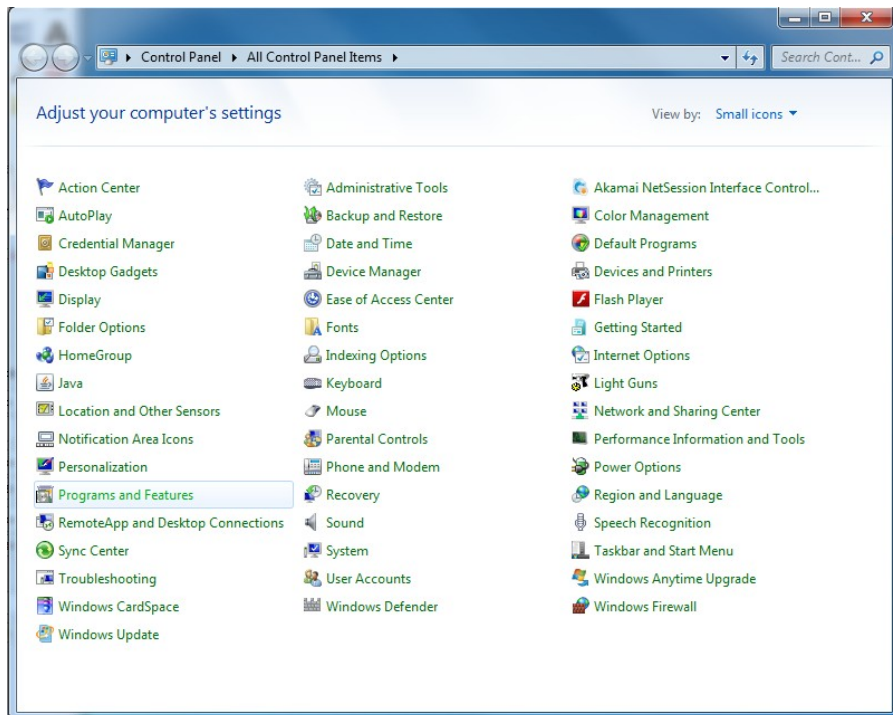 Control Panel All Control Panel Items Search Cont...
Adjust your computer's settings View by: Small icons
Action Center Administrative Tools Akamai NetSession Interface Control...
AutoPlay Backup and Restore Color Management
Credential Manager Date and Time Default Programs
Desktop Gadgets Device Manager Devices and Printers
Display Ease of Access Center Flash Player
Folder Options Fonts Getting Started
HomeGroup Indexing Options Internet Options
Java Keyboard Light Guns
Location and Other Sensors Mouse Network and Sharing Center
Notification Area Icons Parental Controls Performance Information and Tools
Personalization Phone and Modem Power Options
Programs and Features Recovery Region and Language
RemoteApp and Desktop Connections Sound Speech Recognition
Sync Center System Taskbar and Start Menu
Troubleshooting User Accounts Windows Anytime Upgrade
Windows CardSpace Windows Defender Windows Firewall
Windows Update